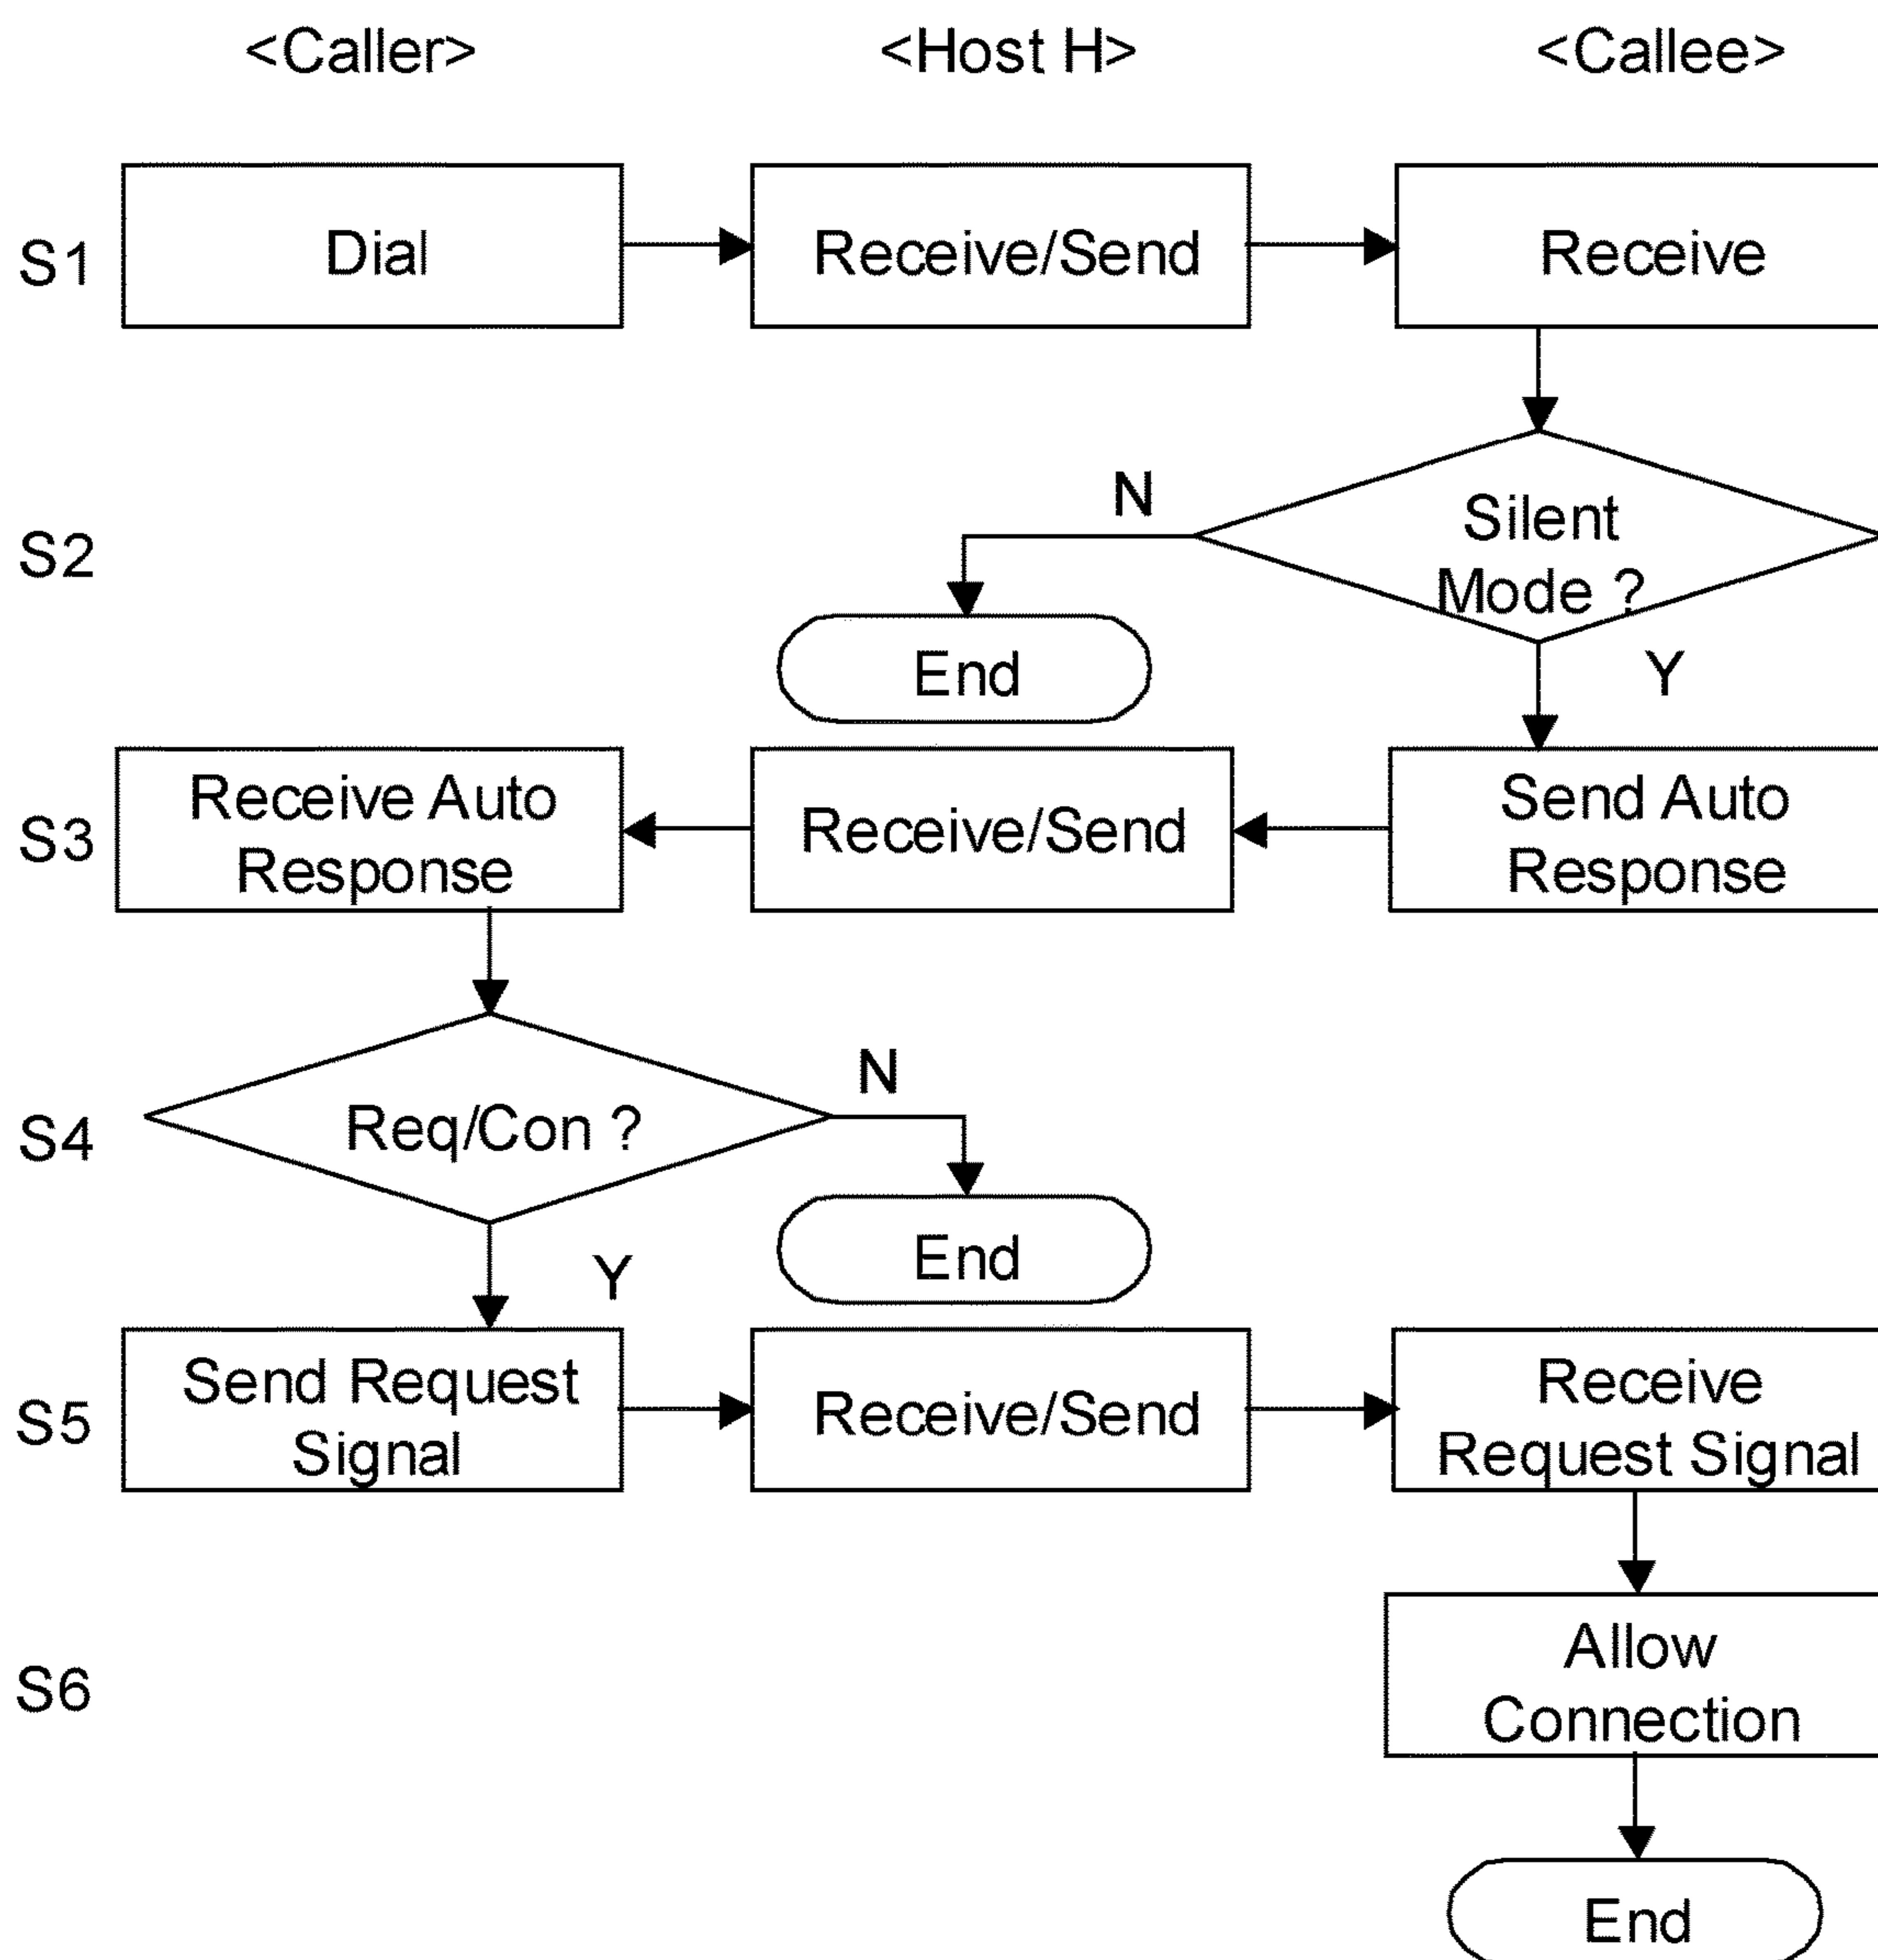 <Caller>
<Host H>
<Callee>
S1
Dial
Receive/Send
Receive
S2
N
Silent
Mode ?
End
Y
S3
Receive Auto
Response
Receive/Send
Send Auto
Response
S4
Req/Con ?
N
End
Y
S5
Send Request
Signal
Receive/Send
Receive
Request Signal
S6
Allow
Connection
End